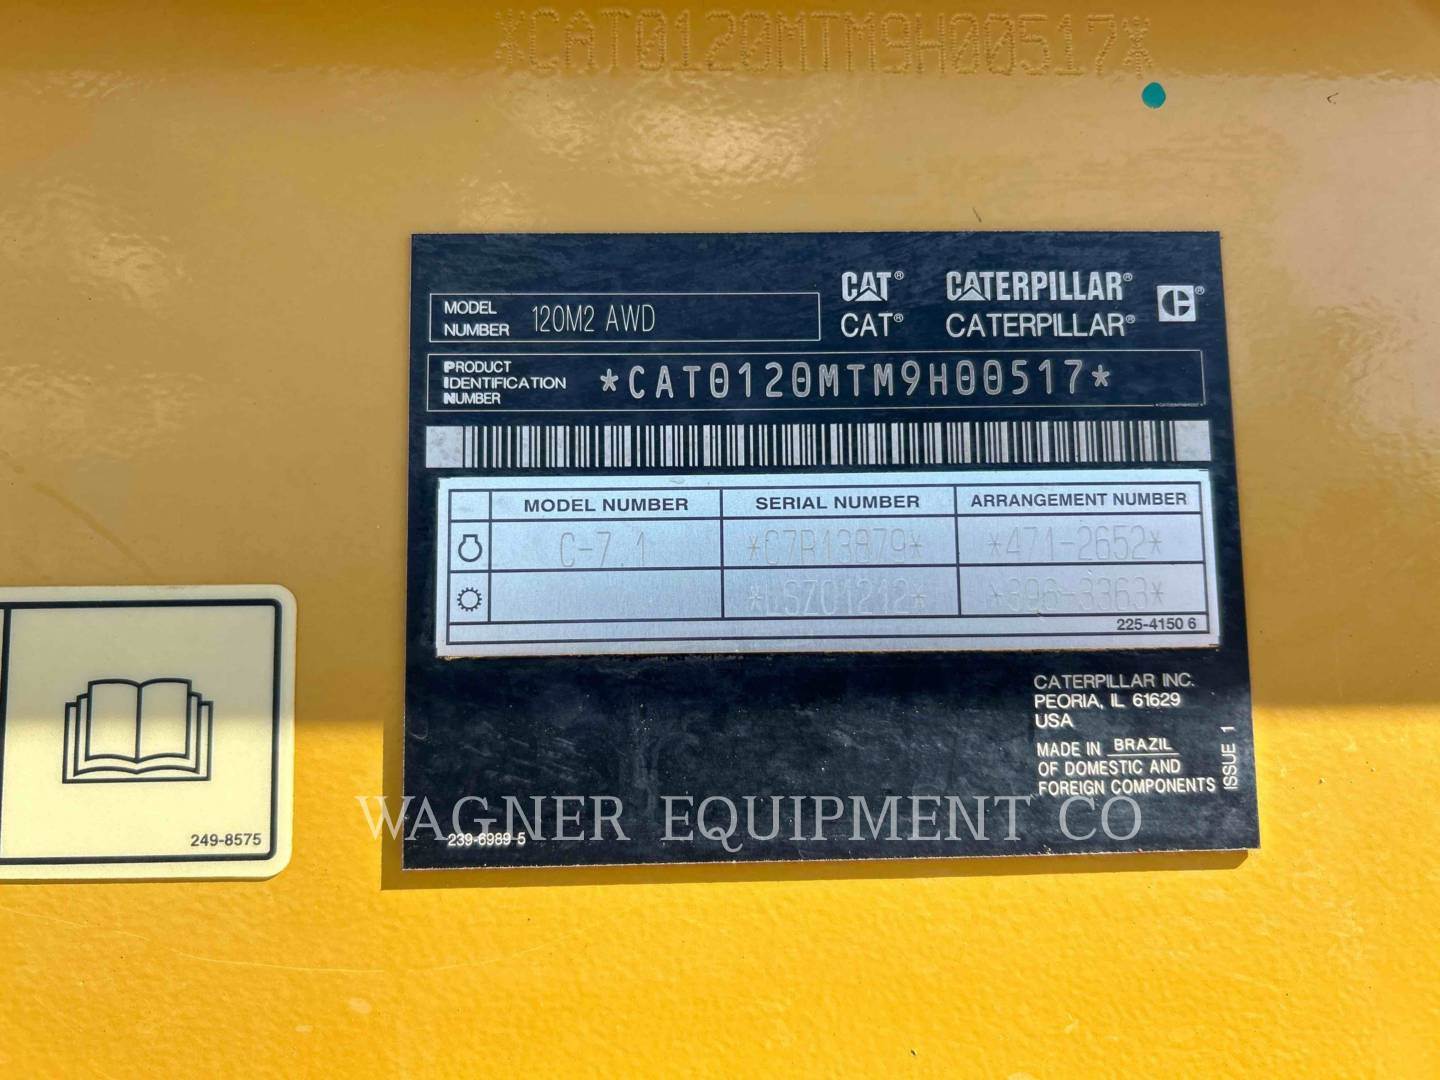 *CAT0120MTM9H00517*
CAT® CATERPILLAR®
CAT® CATERPILLAR®
MODEL NUMBER 120M2 AWD
PRODUCT IDENTIFICATION NUMBER *CAT0120MTM9H00517*
MODEL NUMBER SERIAL NUMBER ARRANGEMENT NUMBER
C-7.1 *C7R13879* *471-2652*
*396-3363*
225-4150 6
CATERPILLAR INC.
PEORIA, IL 61629
USA
MADE IN BRAZIL
OF DOMESTIC AND
FOREIGN COMPONENTS
ISSUE 1
239-6989 5
249-8575
WAGNER EQUIPMENT CO